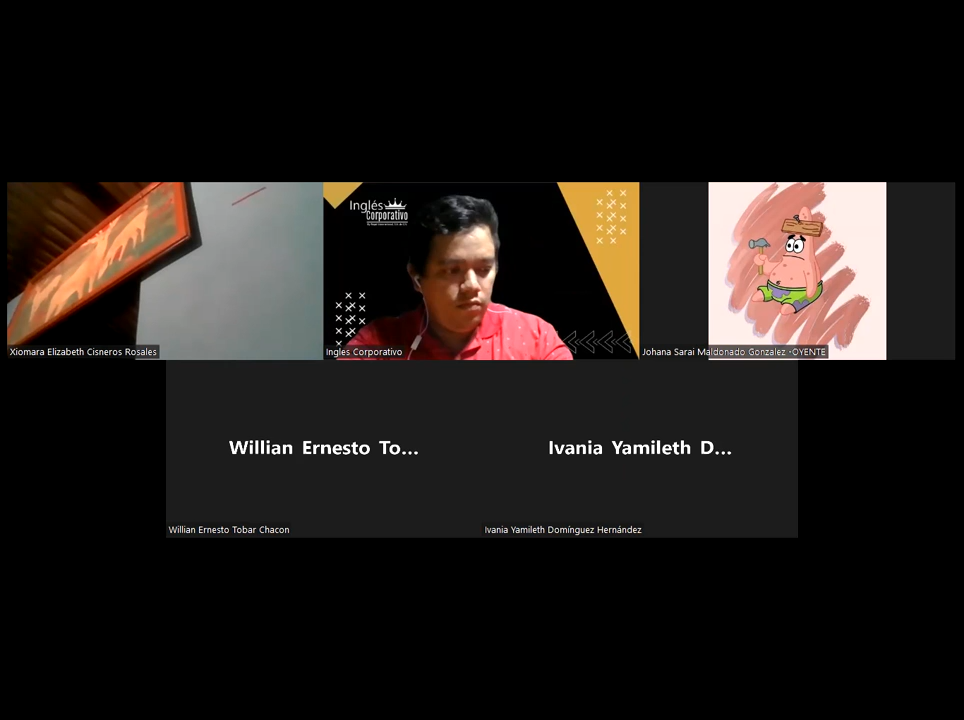 Inglés
Corporativo
Xiomara Elizabeth Cisneros Rosales
Ingles Corporativo
Johana Sarai Maldonado Gonzalez -OYENTE
Willian Ernesto To...
Ivania Yamileth D...
Willian Ernesto Tobar Chacon
Ivania Yamileth Domínguez Hernández